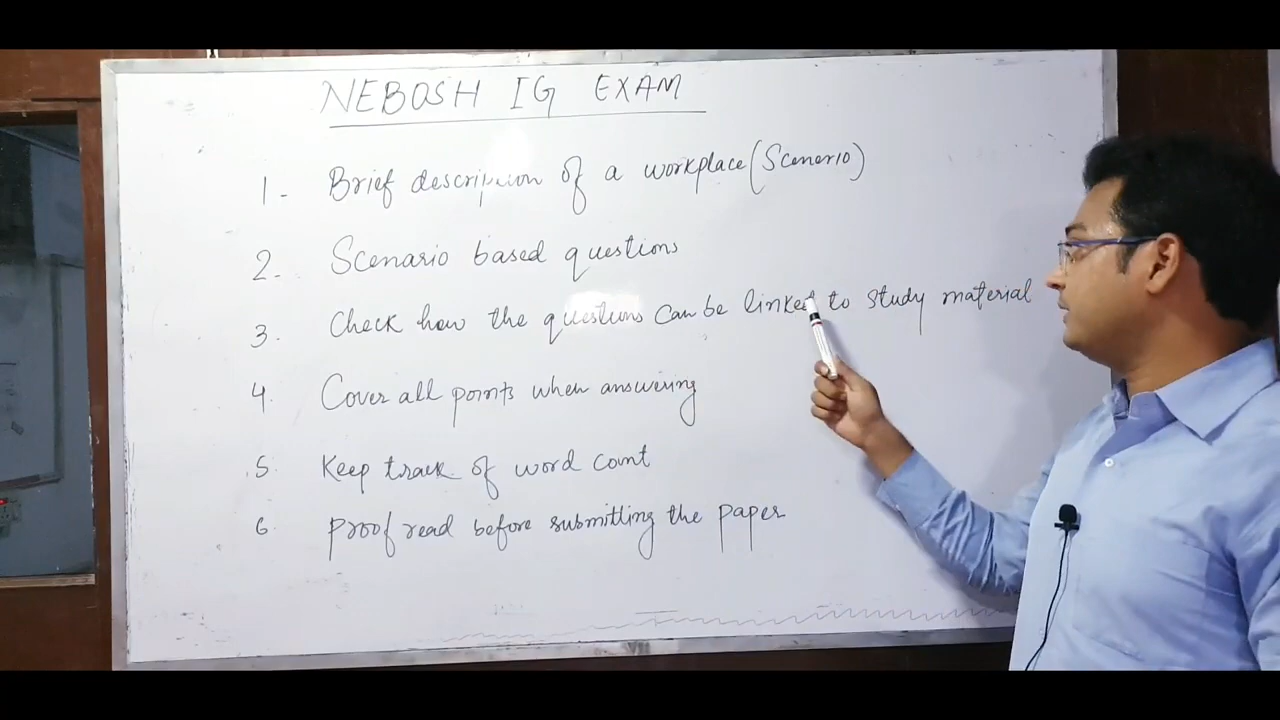 NEBOSH IG EXAM
1- Brief description of a workplace (Scenerio)
2- Scenario based questions
3. Check how the questions can be linked to study material
4. Cover all points when answering
5. Keep track of word count
6 Proof read before submitting the paper